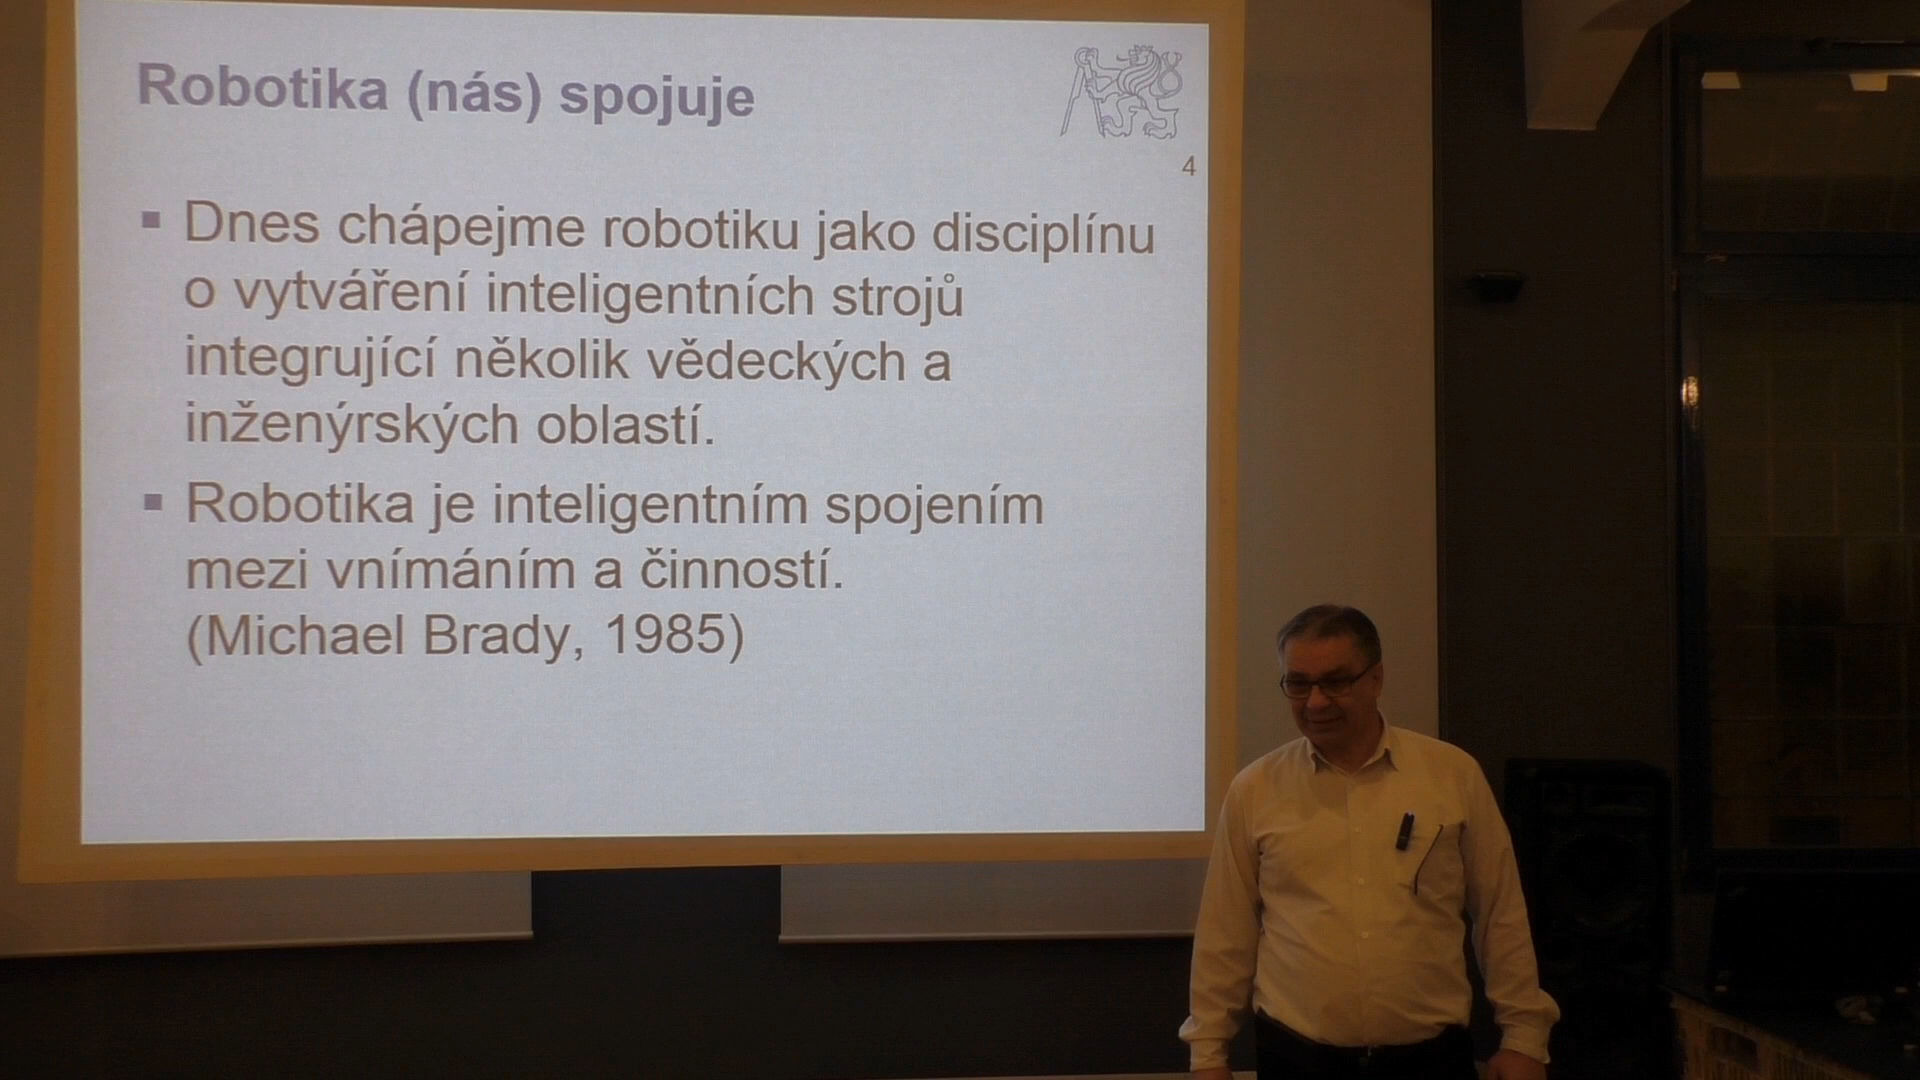 Robotika (nás) spojuje
4
▪ Dnes chápejme robotiku jako disciplínu
o vytváření inteligentních strojů
integrující několik vědeckých a
inženýrských oblastí.
▪ Robotika je inteligentním spojením
mezi vnímáním a činností.
(Michael Brady, 1985)